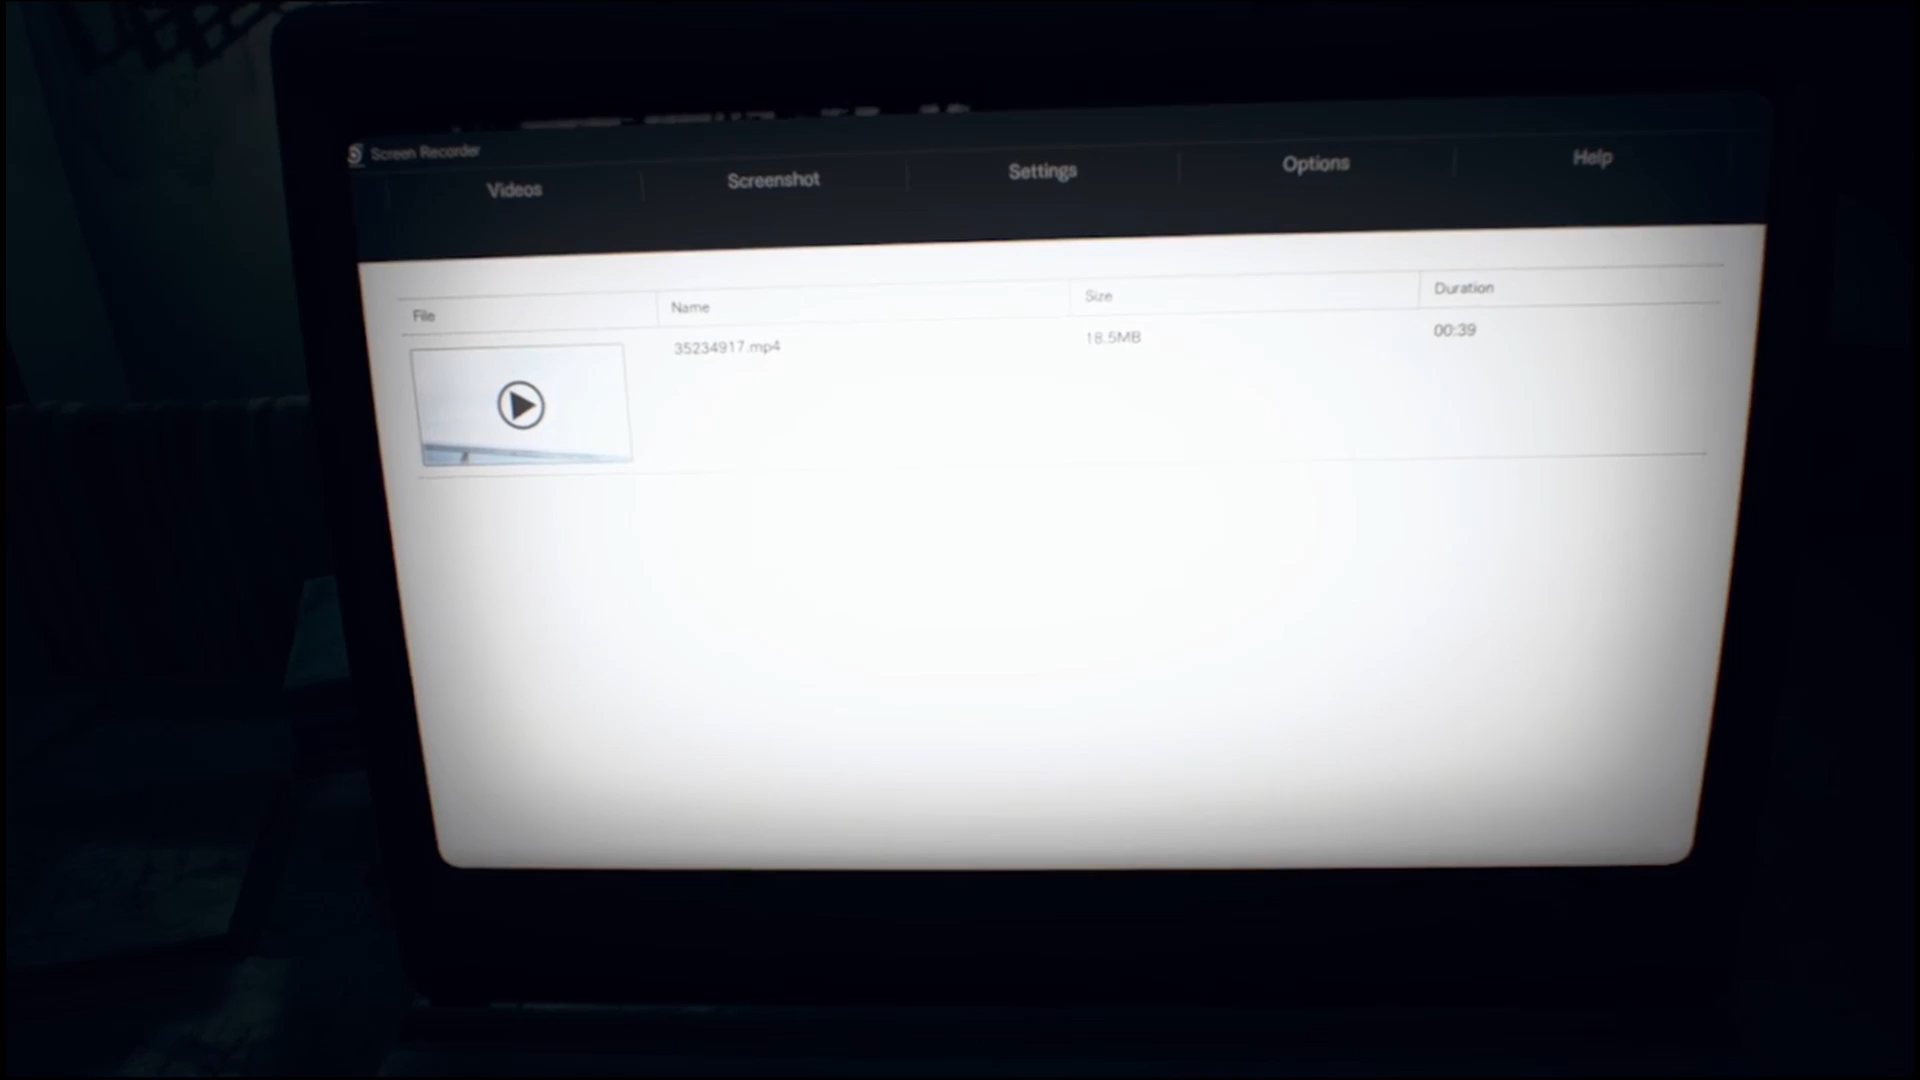 Screen Recorder
Videos Screenshot Settings Options Help
File Name Size Duration
35234917.mp4 18.5MB 00:39